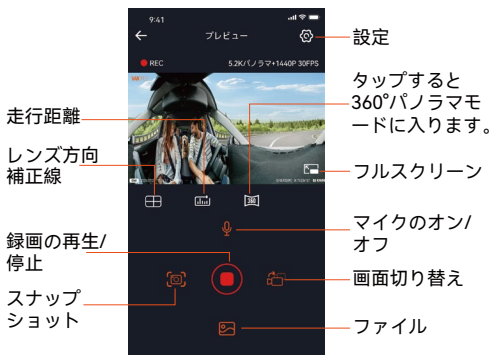 9:41
プレビュー
REC
5.2K/パノラマ+1440P 30FPS
360
設定
タップすると
360°パノラマモ
ードに入ります。
フルスクリーン
マイクのオン/
オフ
画面切り替え
ファイル
走行距離
レンズ方向
補正線
録画の再生/
停止
スナップ
ショット